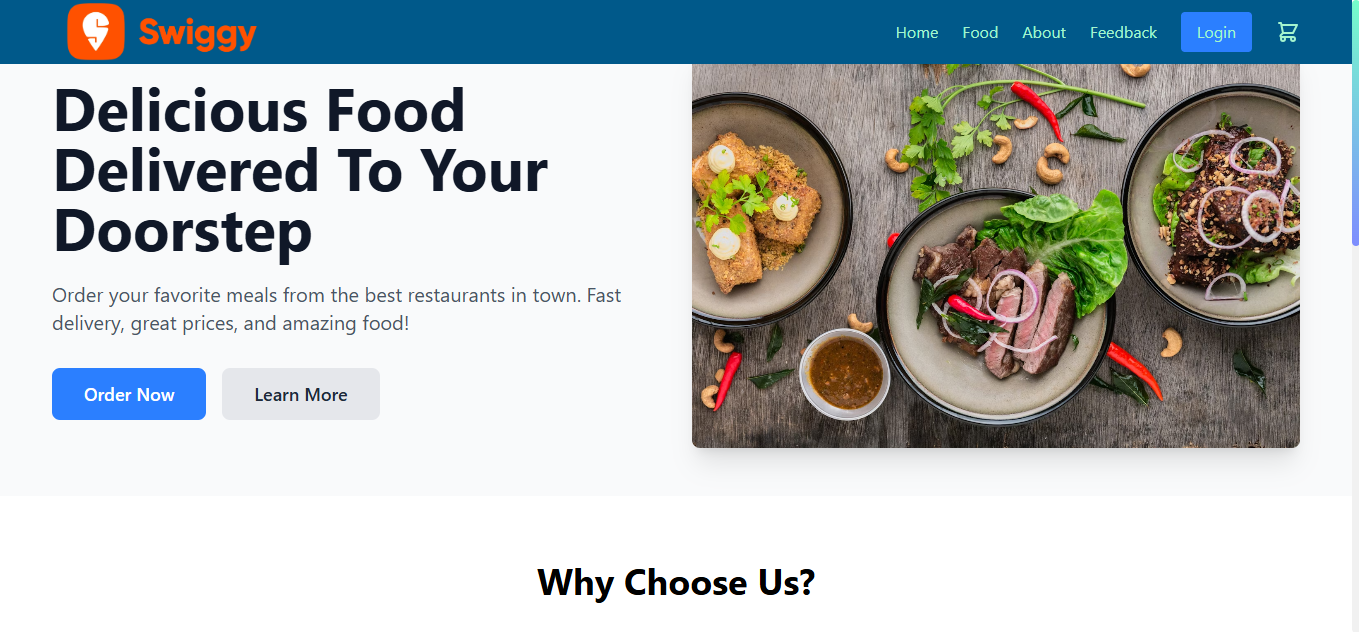 Swiggy
Home Food About Feedback Login
Delicious Food
Delivered To Your
Doorstep
Order your favorite meals from the best restaurants in town. Fast
delivery, great prices, and amazing food!
Order Now Learn More
Why Choose Us?